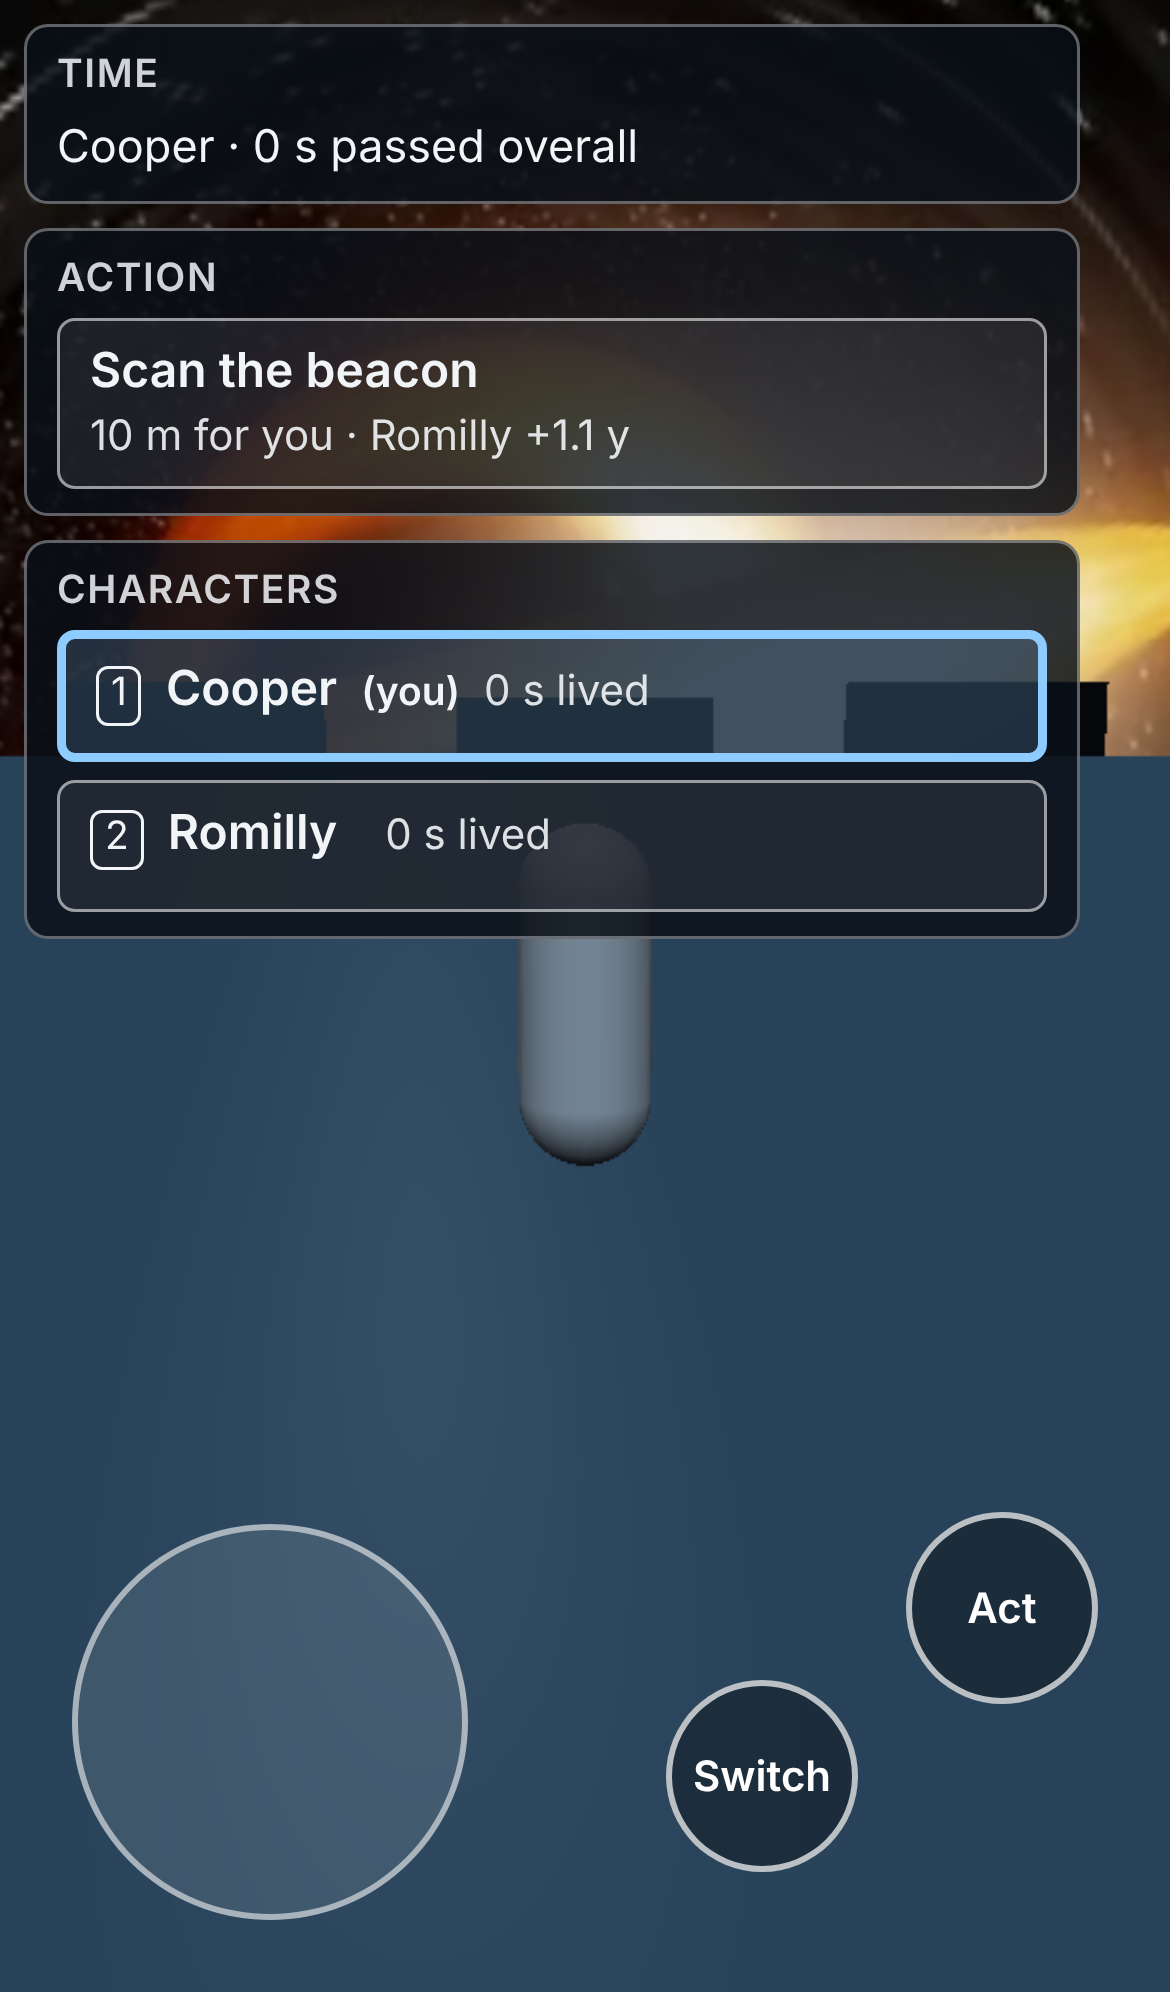 TIME
Cooper · 0 s passed overall
ACTION
Scan the beacon
10 m for you · Romilly +1.1 y
CHARACTERS
1 Cooper (you) 0 s lived
2 Romilly 0 s lived
Act
Switch